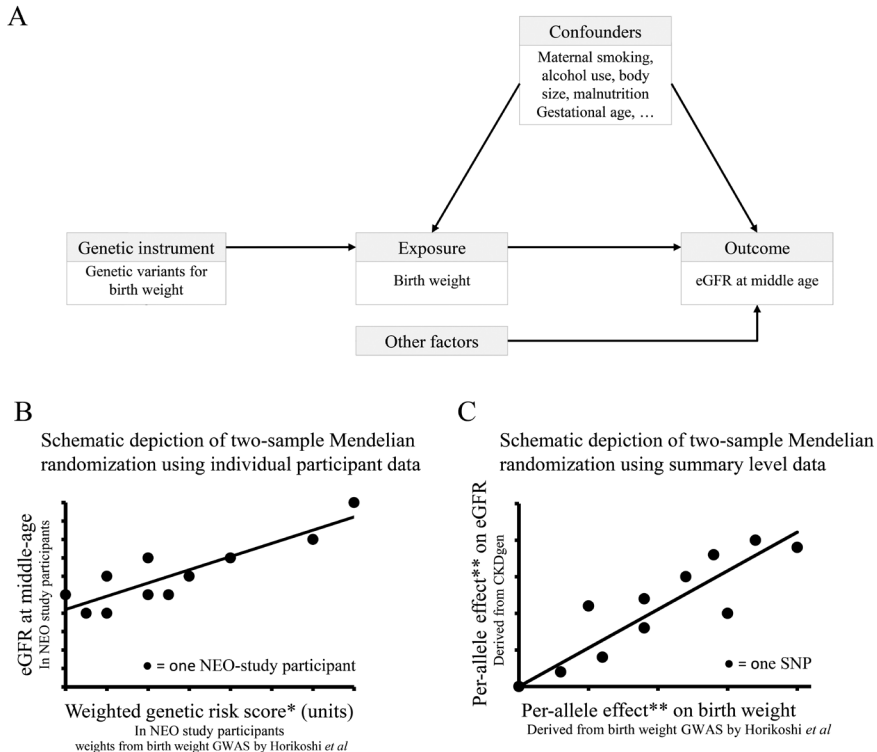 A
Confounders
Maternal smoking,
alcohol use, body
size, malnutrition
Gestational age, …
Genetic instrument
Genetic variants for
birth weight
Exposure
Birth weight
Outcome
eGFR at middle age
Other factors
B
Schematic depiction of two-sample Mendelian
randomization using individual participant data
eGFR at middle-age
In NEO study participants
= one NEO-study participant
Weighted genetic risk score* (units)
In NEO study participants
weights from birth weight GWAS by Horikoshi et al
C
Schematic depiction of two-sample Mendelian
randomization using summary level data
Per-allele effect** on eGFR
Derived from CKDgen
= one SNP
Per-allele effect** on birth weight
Derived from birth weight GWAS by Horikoshi et al